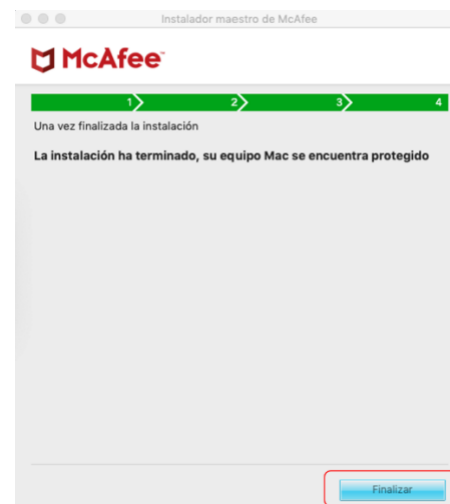 Instalador maestro de McAfee
McAfee™
1 2 3 4
Una vez finalizada la instalación
La instalación ha terminado, su equipo Mac se encuentra protegido
Finalizar